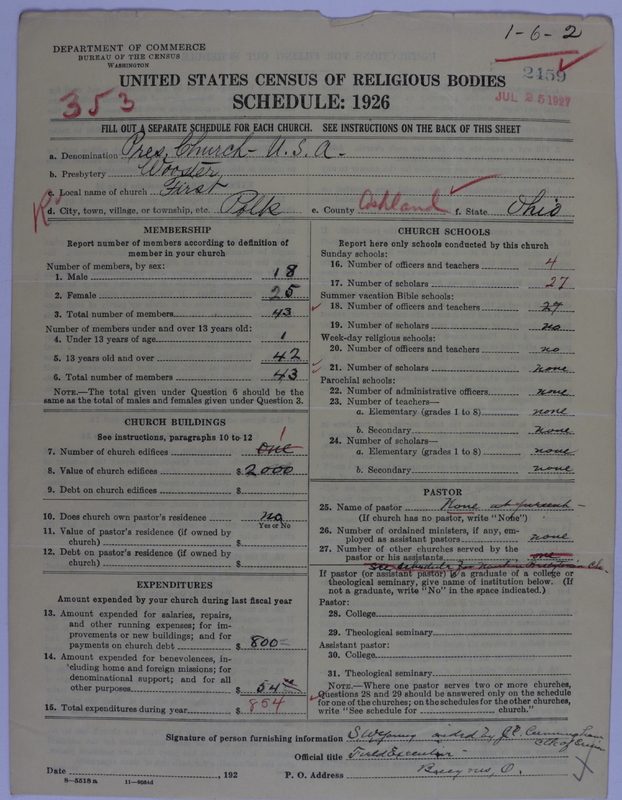 1-6-2
DEPARTMENT OF COMMERCE
BUREAU OF THE CENSUS
WASHINGTON
2459
JUL 25 1927
UNITED STATES CENSUS OF RELIGIOUS BODIES
353
SCHEDULE: 1926
FILL OUT A SEPARATE SCHEDULE FOR EACH CHURCH. SEE INSTRUCTIONS ON THE BACK OF THIS SHEET
a. Denomination Pres. Church - U.S.A.
b. Presbytery Wooster
c. Local name of church First
d. City, town, village, or township, etc. Polk e. County Ashland f. State Ohio
MEMBERSHIP
Report number of members according to definition of member in your church
Number of members, by sex:
1. Male 18
2. Female 25
3. Total number of members 43
Number of members under and over 13 years old:
4. Under 13 years of age 1
5. 13 years old and over 42
6. Total number of members 43
NOTE.—The total given under Question 6 should be the same as the total of males and females given under Question 3.
CHURCH BUILDINGS
See instructions, paragraphs 10 to 12
7. Number of church edifices one 1
8. Value of church edifices $ 2000
9. Debt on church edifices $
10. Does church own pastor's residence no
Yes or No
11. Value of pastor's residence (if owned by church) $
12. Debt on pastor's residence (if owned by church) $
EXPENDITURES
Amount expended by your church during last fiscal year
13. Amount expended for salaries, repairs, and other running expenses; for improvements or new buildings; and for payments on church debt $ 800
14. Amount expended for benevolences, including home and foreign missions; for denominational support; and for all other purposes $ 54
15. Total expenditures during year $ 854
CHURCH SCHOOLS
Report here only schools conducted by this church
Sunday schools:
16. Number of officers and teachers 4
17. Number of scholars 27
Summer vacation Bible schools:
18. Number of officers and teachers 27
19. Number of scholars no
Week-day religious schools:
20. Number of officers and teachers no
21. Number of scholars none
Parochial schools:
22. Number of administrative officers none
23. Number of teachers—
a. Elementary (grades 1 to 8) none
b. Secondary none
24. Number of scholars—
a. Elementary (grades 1 to 8) none
b. Secondary none
PASTOR
25. Name of pastor None at present
(If church has no pastor, write "None")
26. Number of ordained ministers, if any, employed as assistant pastors none
27. Number of other churches served by the pastor or his assistants one
If pastor (or assistant pastor) is a graduate of a college or theological seminary, give name of institution below. (If not a graduate, write "No" in the space indicated.)
Pastor:
28. College
29. Theological seminary
Assistant pastor:
30. College
31. Theological seminary
NOTE.—Where one pastor serves two or more churches, Questions 28 and 29 should be answered only on the schedule for one of the churches; on the schedules for the other churches, write "See schedule for church."
Signature of person furnishing information aided by J.E. Cunningham
Official title Field Executive
Date , 192 P. O. Address Bucyrus, O.
8-5518a 11-9084d